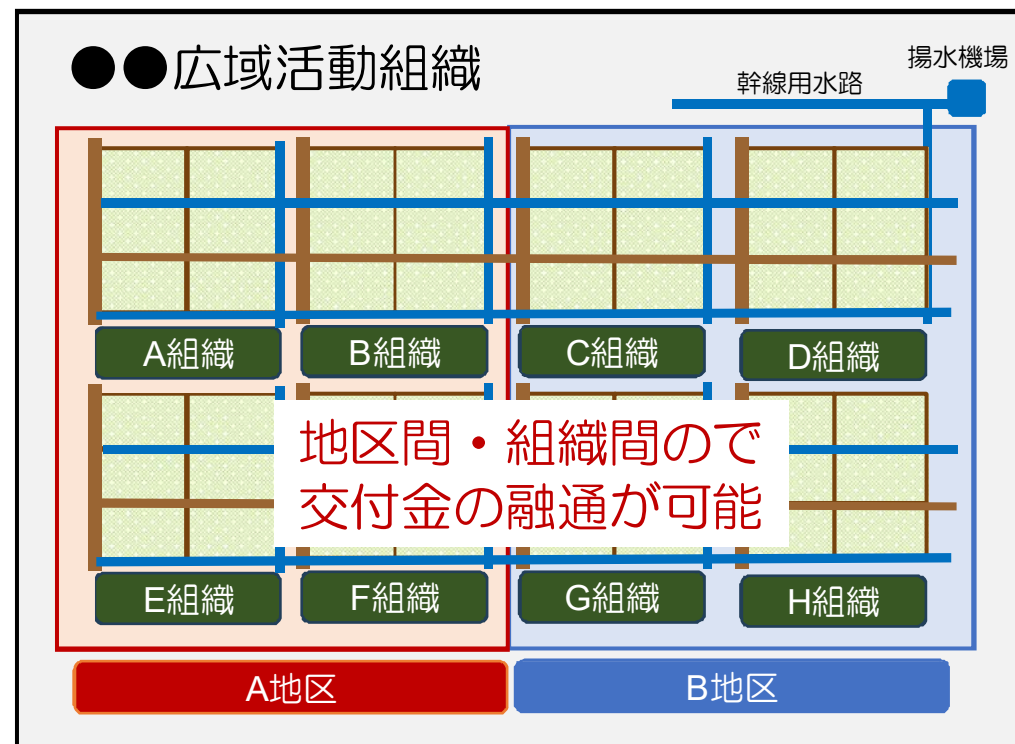 ●●広域活動組織
揚水機場
幹線用水路
A組織
B組織
C組織
D組織
地区間・組織間ので
交付金の融通が可能
E組織
F組織
G組織
H組織
A地区
B地区